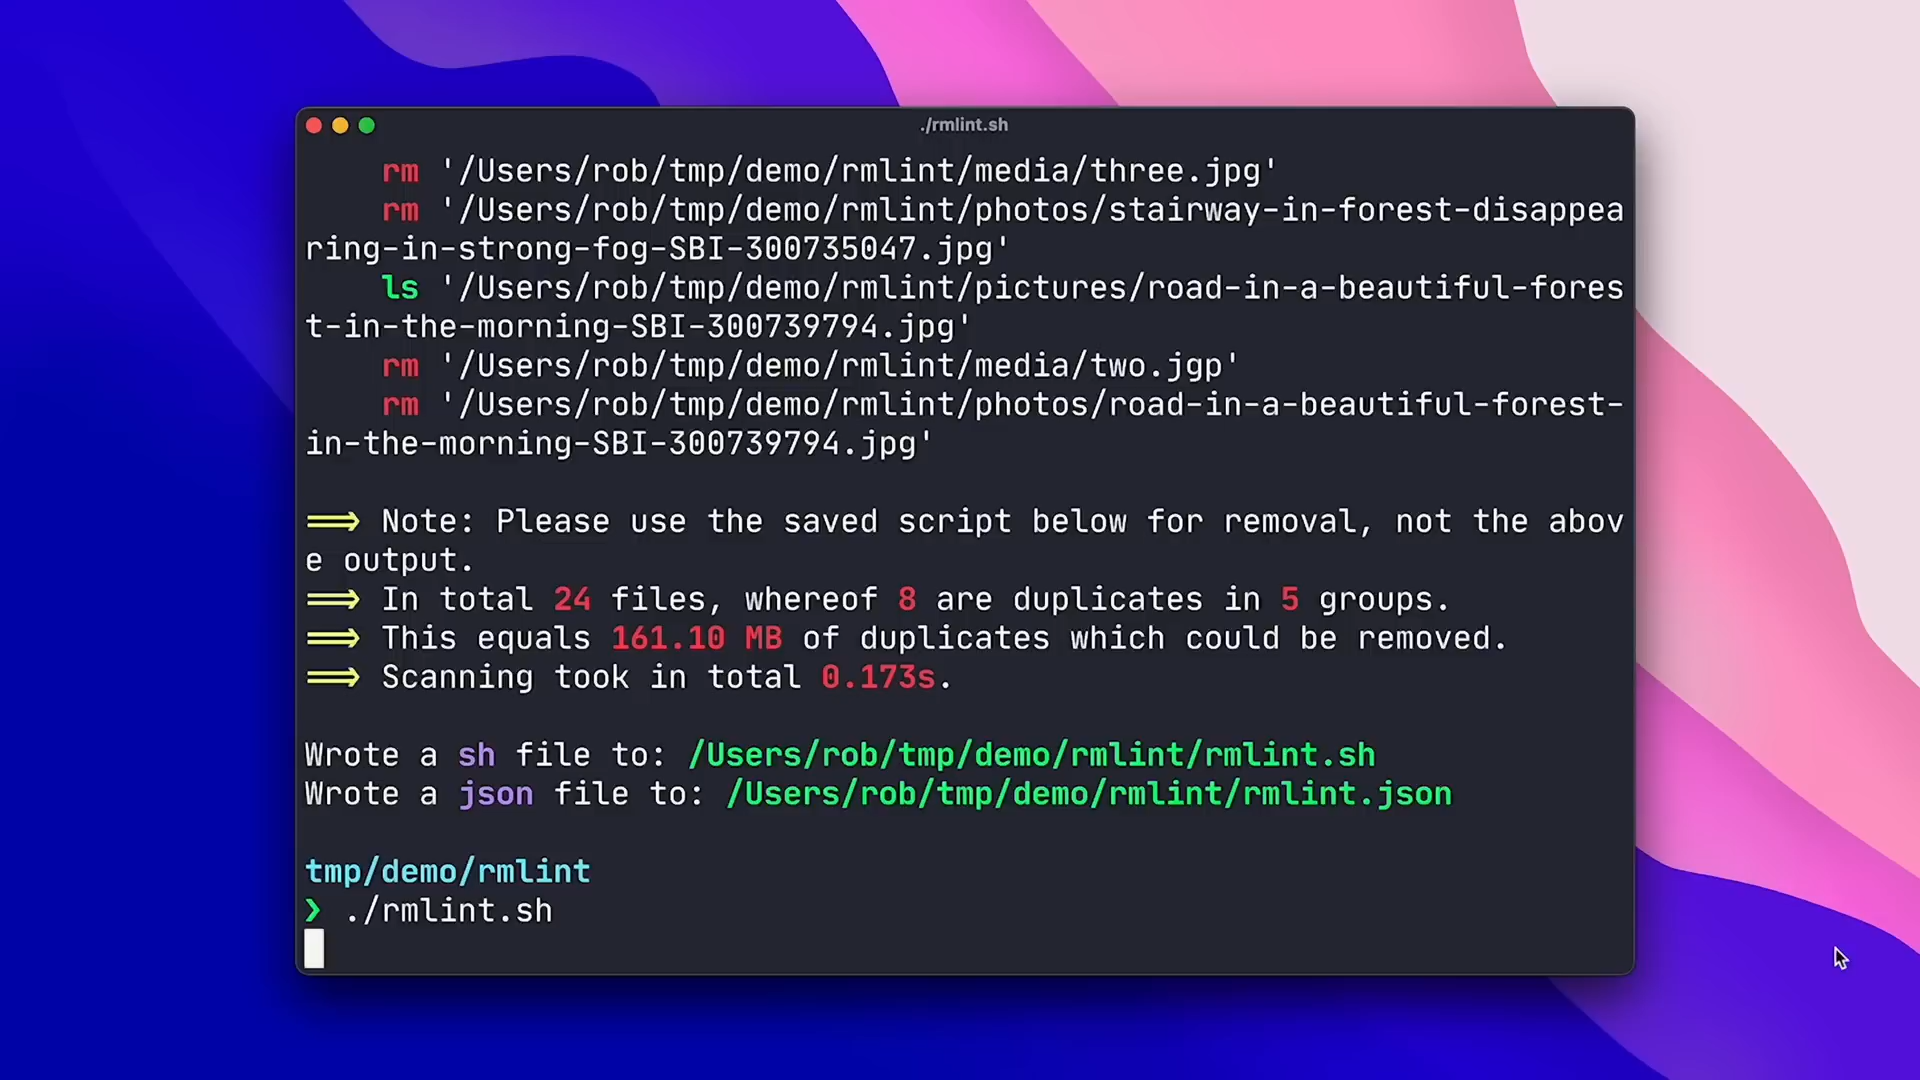 ./rmlint.sh
rm '/Users/rob/tmp/demo/rmlint/media/three.jpg'
rm '/Users/rob/tmp/demo/rmlint/photos/stairway-in-forest-disappea
ring-in-strong-fog-SBI-300735047.jpg'
ls '/Users/rob/tmp/demo/rmlint/pictures/road-in-a-beautiful-fores
t-in-the-morning-SBI-300739794.jpg'
rm '/Users/rob/tmp/demo/rmlint/media/two.jgp'
rm '/Users/rob/tmp/demo/rmlint/photos/road-in-a-beautiful-forest-
in-the-morning-SBI-300739794.jpg'
==> Note: Please use the saved script below for removal, not the abov
e output.
==> In total 24 files, whereof 8 are duplicates in 5 groups.
==> This equals 161.10 MB of duplicates which could be removed.
==> Scanning took in total 0.173s.
Wrote a sh file to: /Users/rob/tmp/demo/rmlint/rmlint.sh
Wrote a json file to: /Users/rob/tmp/demo/rmlint/rmlint.json
tmp/demo/rmlint
❯ ./rmlint.sh